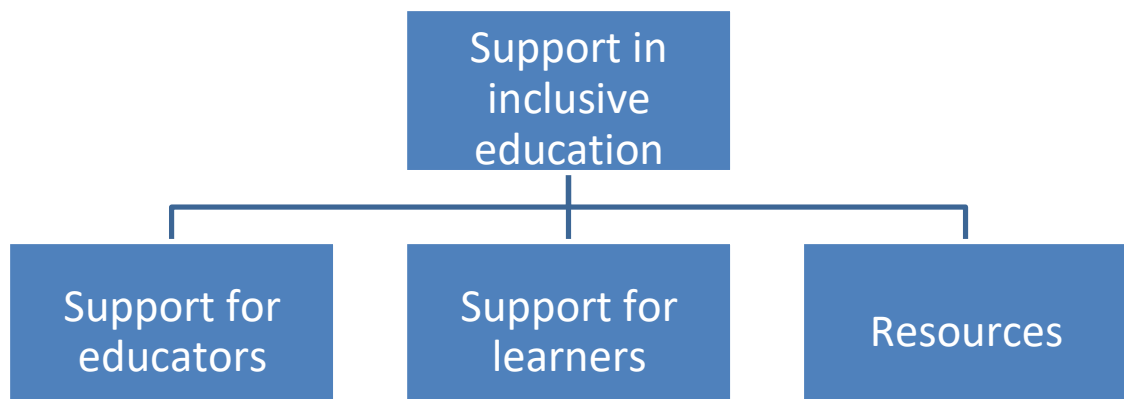 Support in
inclusive
education
Support for
educators
Support for
learners
Resources